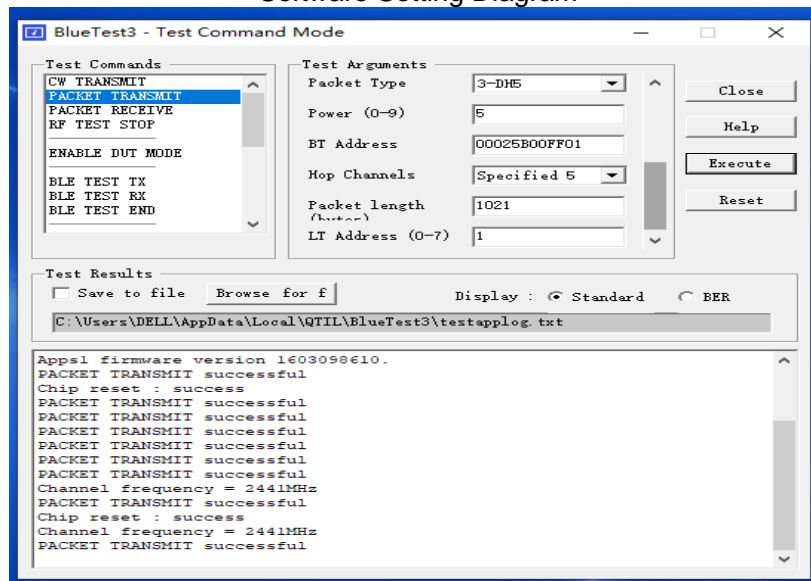 Software Setting Diagram
BlueTest3 - Test Command Mode
Test Commands
CW TRANSMIT
PACKET TRANSMIT
PACKET RECEIVE
RF TEST STOP
ENABLE DUT MODE
BLE TEST TX
BLE TEST RX
BLE TEST END
Test Arguments
Packet Type 3-DH5
Power (0-9) 5
BT Address 00025B00FF01
Hop Channels Specified 5
Packet length (bytes) 1021
LT Address (0-7) 1
Close
Help
Execute
Reset
Test Results
Save to file Browse for f Display : Standard BER
C:\Users\DELL\AppData\Local\QTIL\BlueTest3\testapplog.txt
Apps1 firmware version 1603098610.
PACKET TRANSMIT successful
Chip reset : success
PACKET TRANSMIT successful
PACKET TRANSMIT successful
PACKET TRANSMIT successful
PACKET TRANSMIT successful
PACKET TRANSMIT successful
PACKET TRANSMIT successful
Channel frequency = 2441MHz
PACKET TRANSMIT successful
Chip reset : success
Channel frequency = 2441MHz
PACKET TRANSMIT successful